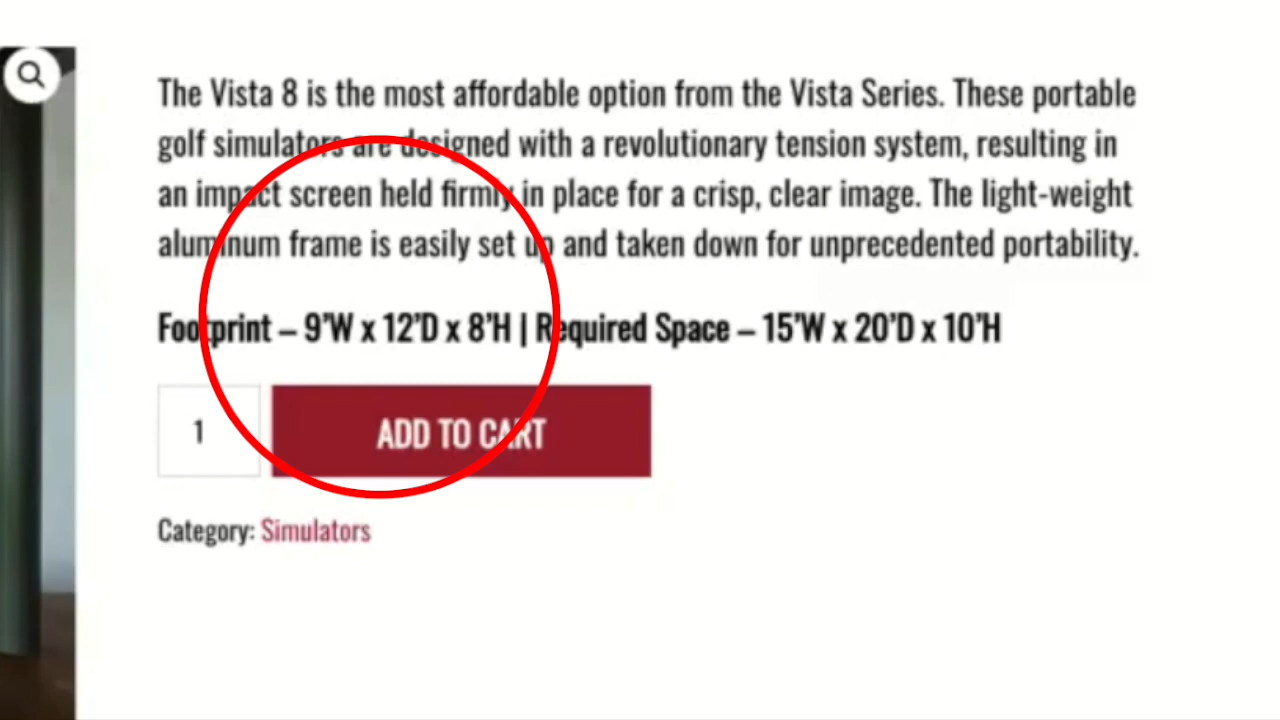 The Vista 8 is the most affordable option from the Vista Series. These portable
golf simulators are designed with a revolutionary tension system, resulting in
an impact screen held firmly in place for a crisp, clear image. The light-weight
aluminum frame is easily set up and taken down for unprecedented portability.
Footprint – 9’W x 12’D x 8’H | Required Space – 15’W x 20’D x 10’H
1
ADD TO CART
Category: Simulators